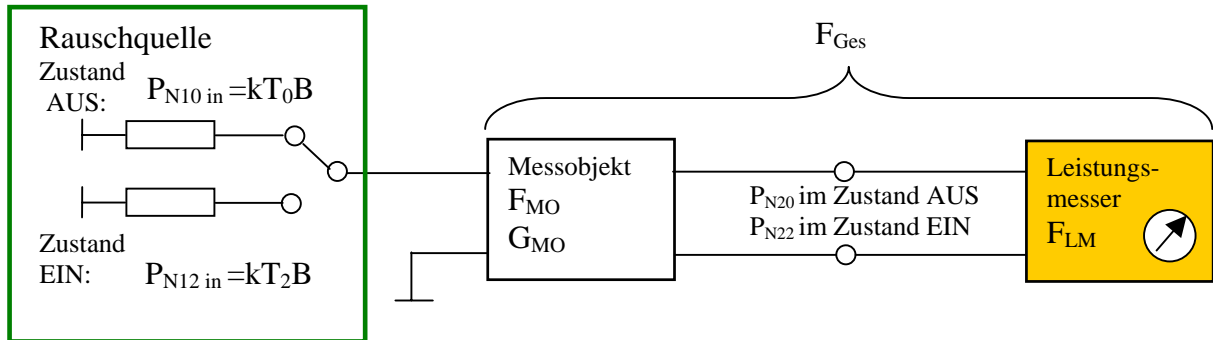 Rauschquelle
Zustand
AUS:
P_N10 in =kT_0B
Zustand
EIN:
P_N12 in =kT_2B
F_Ges
Messobjekt
F_MO
G_MO
P_N20 im Zustand AUS
P_N22 im Zustand EIN
Leistungs-
messer
F_LM